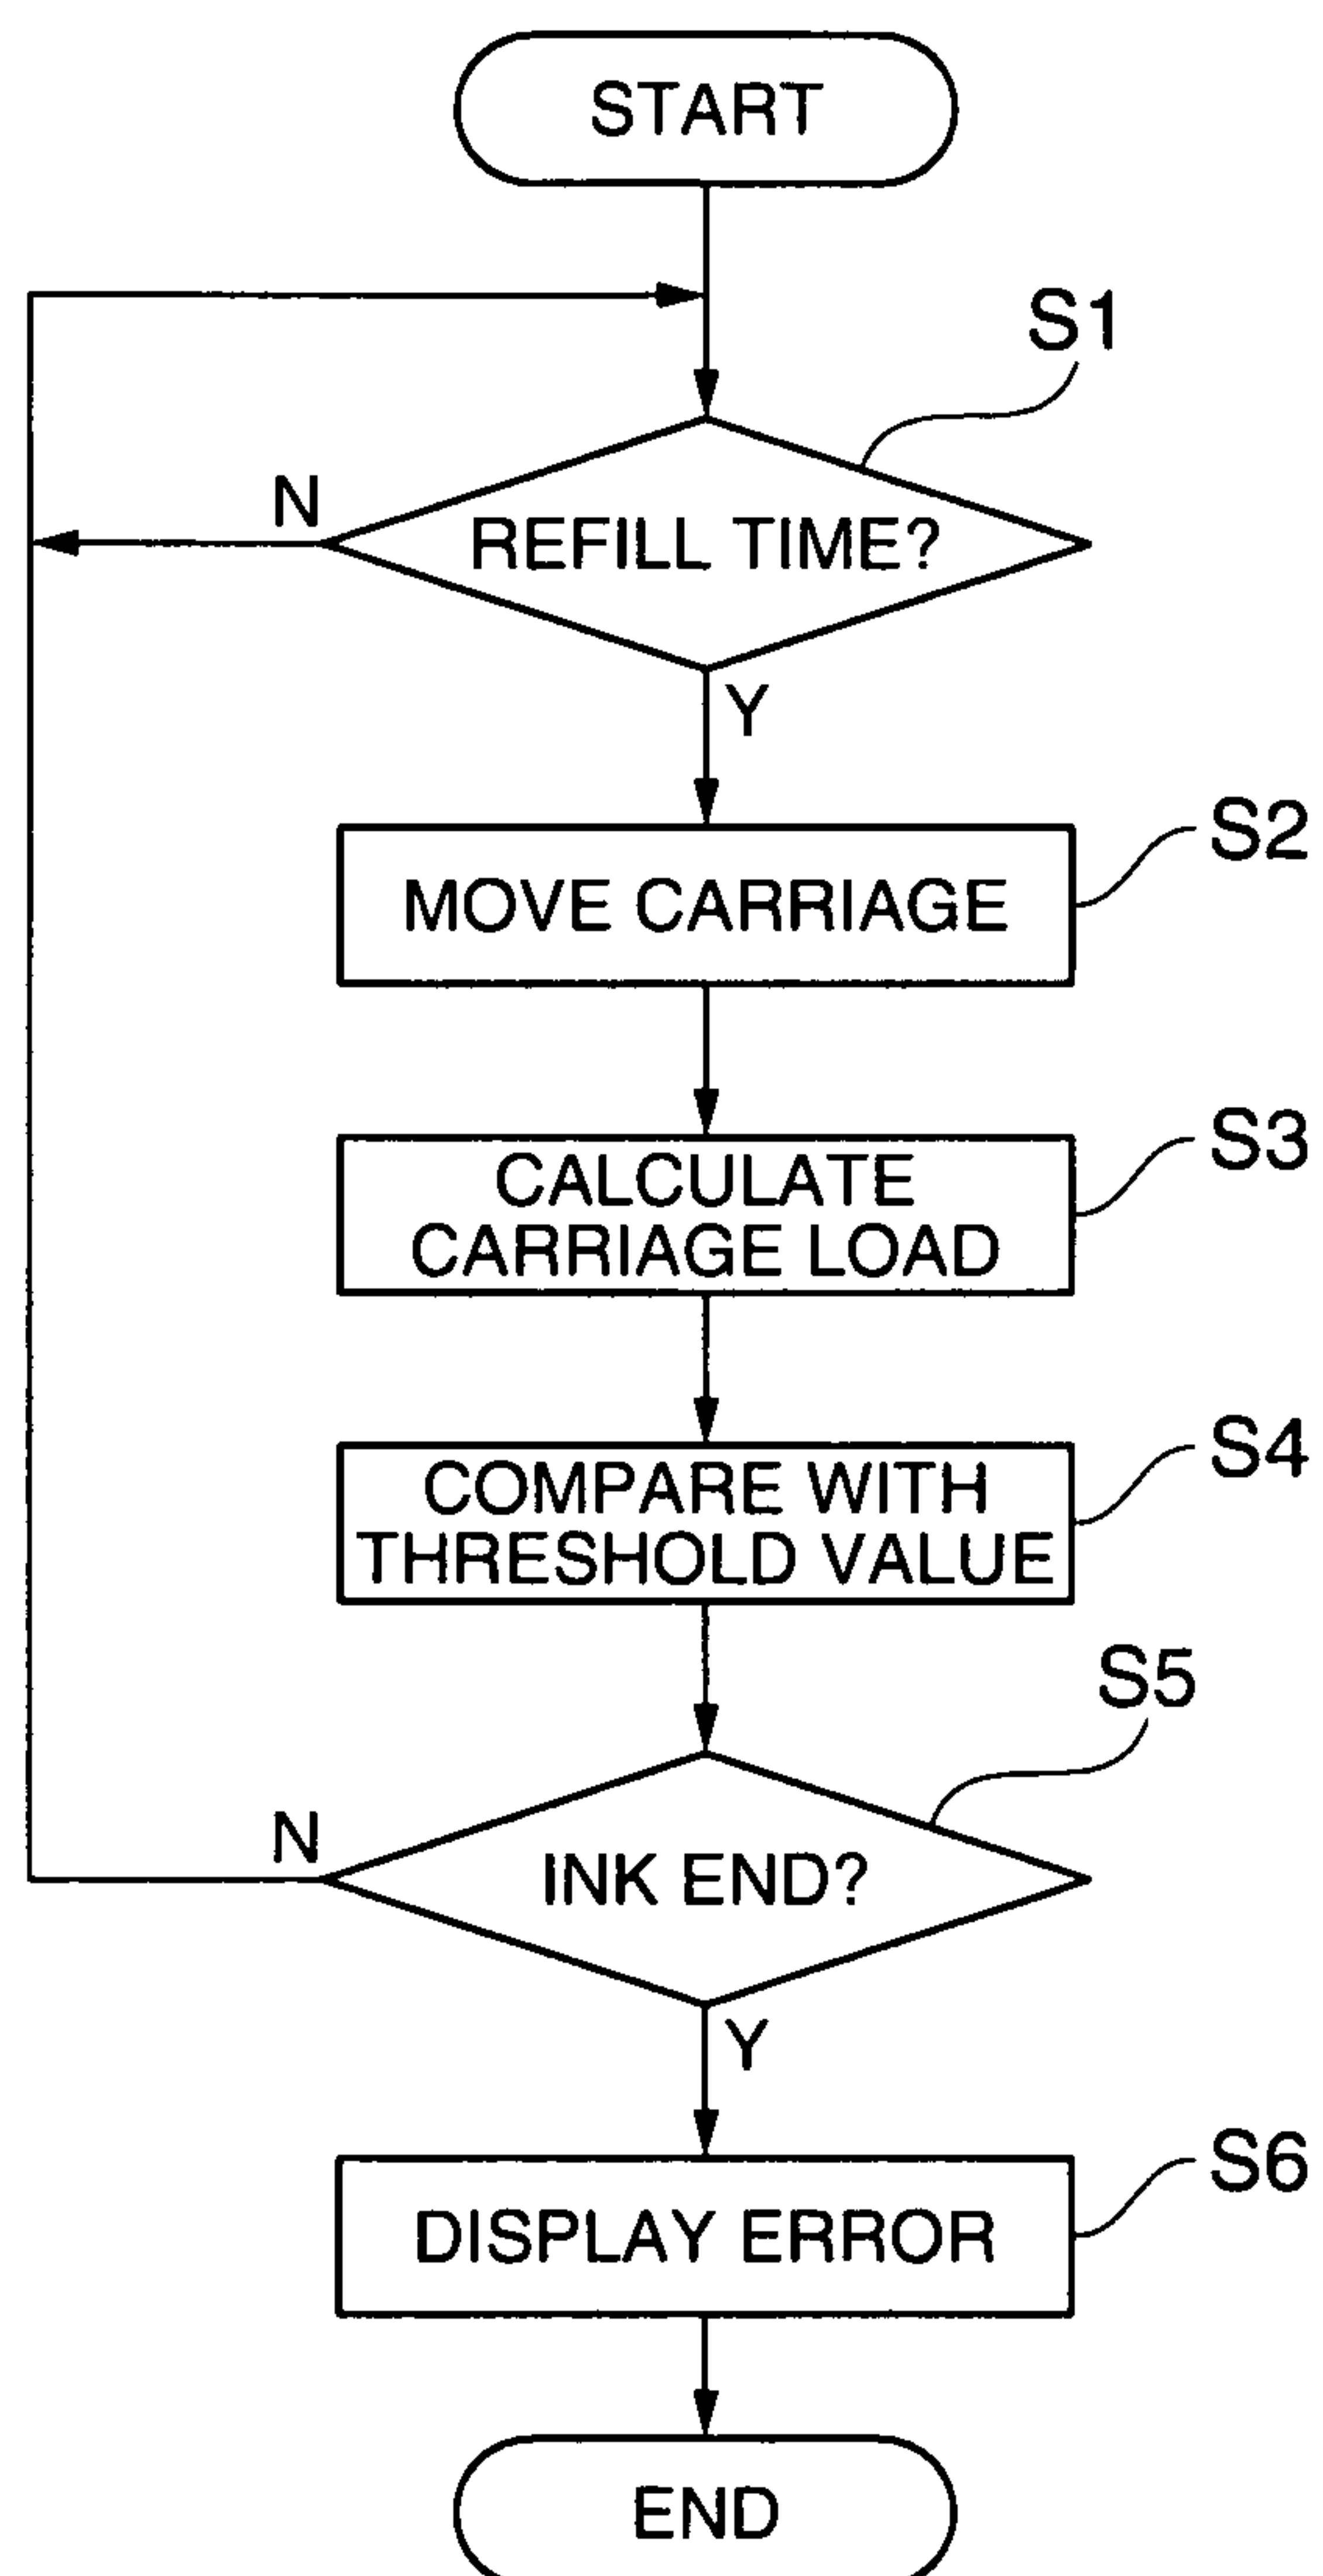 START
S1
N
REFILL TIME?
Y
S2
MOVE CARRIAGE
S3
CALCULATE
CARRIAGE LOAD
S4
COMPARE WITH
THRESHOLD VALUE
S5
N
INK END?
Y
S6
DISPLAY ERROR
END